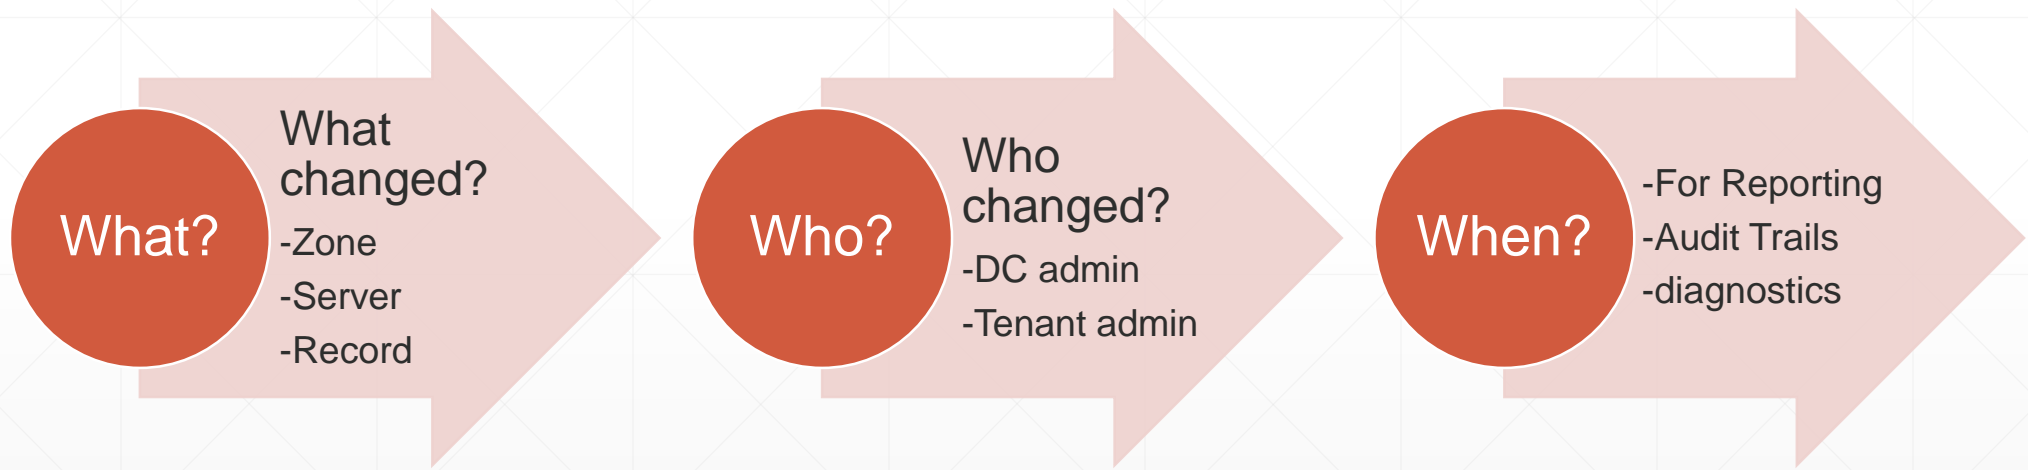 What?
What
changed?
-Zone
-Server
-Record
Who?
Who
changed?
-DC admin
-Tenant admin
When?
-For Reporting
-Audit Trails
-diagnostics